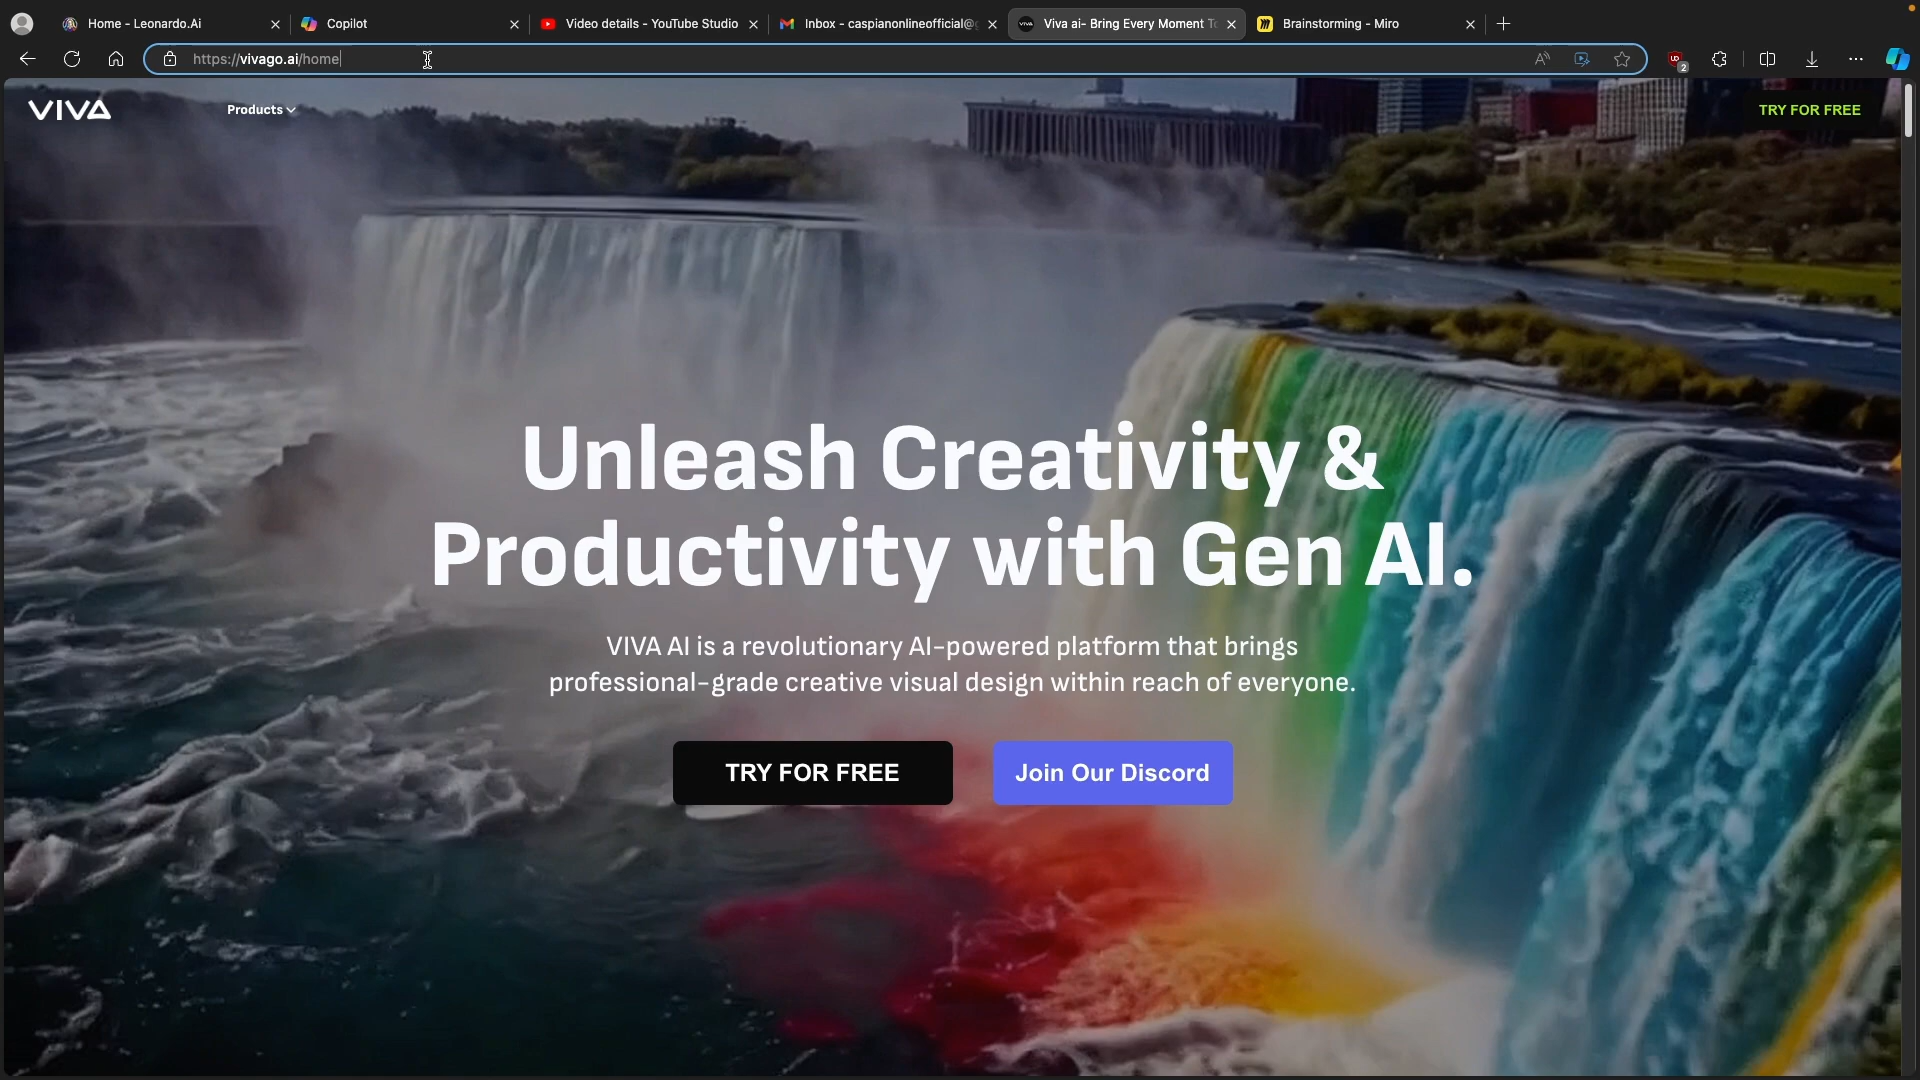 Home - Leonardo.Ai
Copilot
Video details - YouTube Studio
Inbox - caspianonlineofficial@g
Viva ai- Bring Every Moment To
Brainstorming - Miro
https://vivago.ai/home
2
VIVA
Products
TRY FOR FREE
Unleash Creativity &
Productivity with Gen AI.
VIVA AI is a revolutionary AI-powered platform that brings
professional-grade creative visual design within reach of everyone.
TRY FOR FREE
Join Our Discord